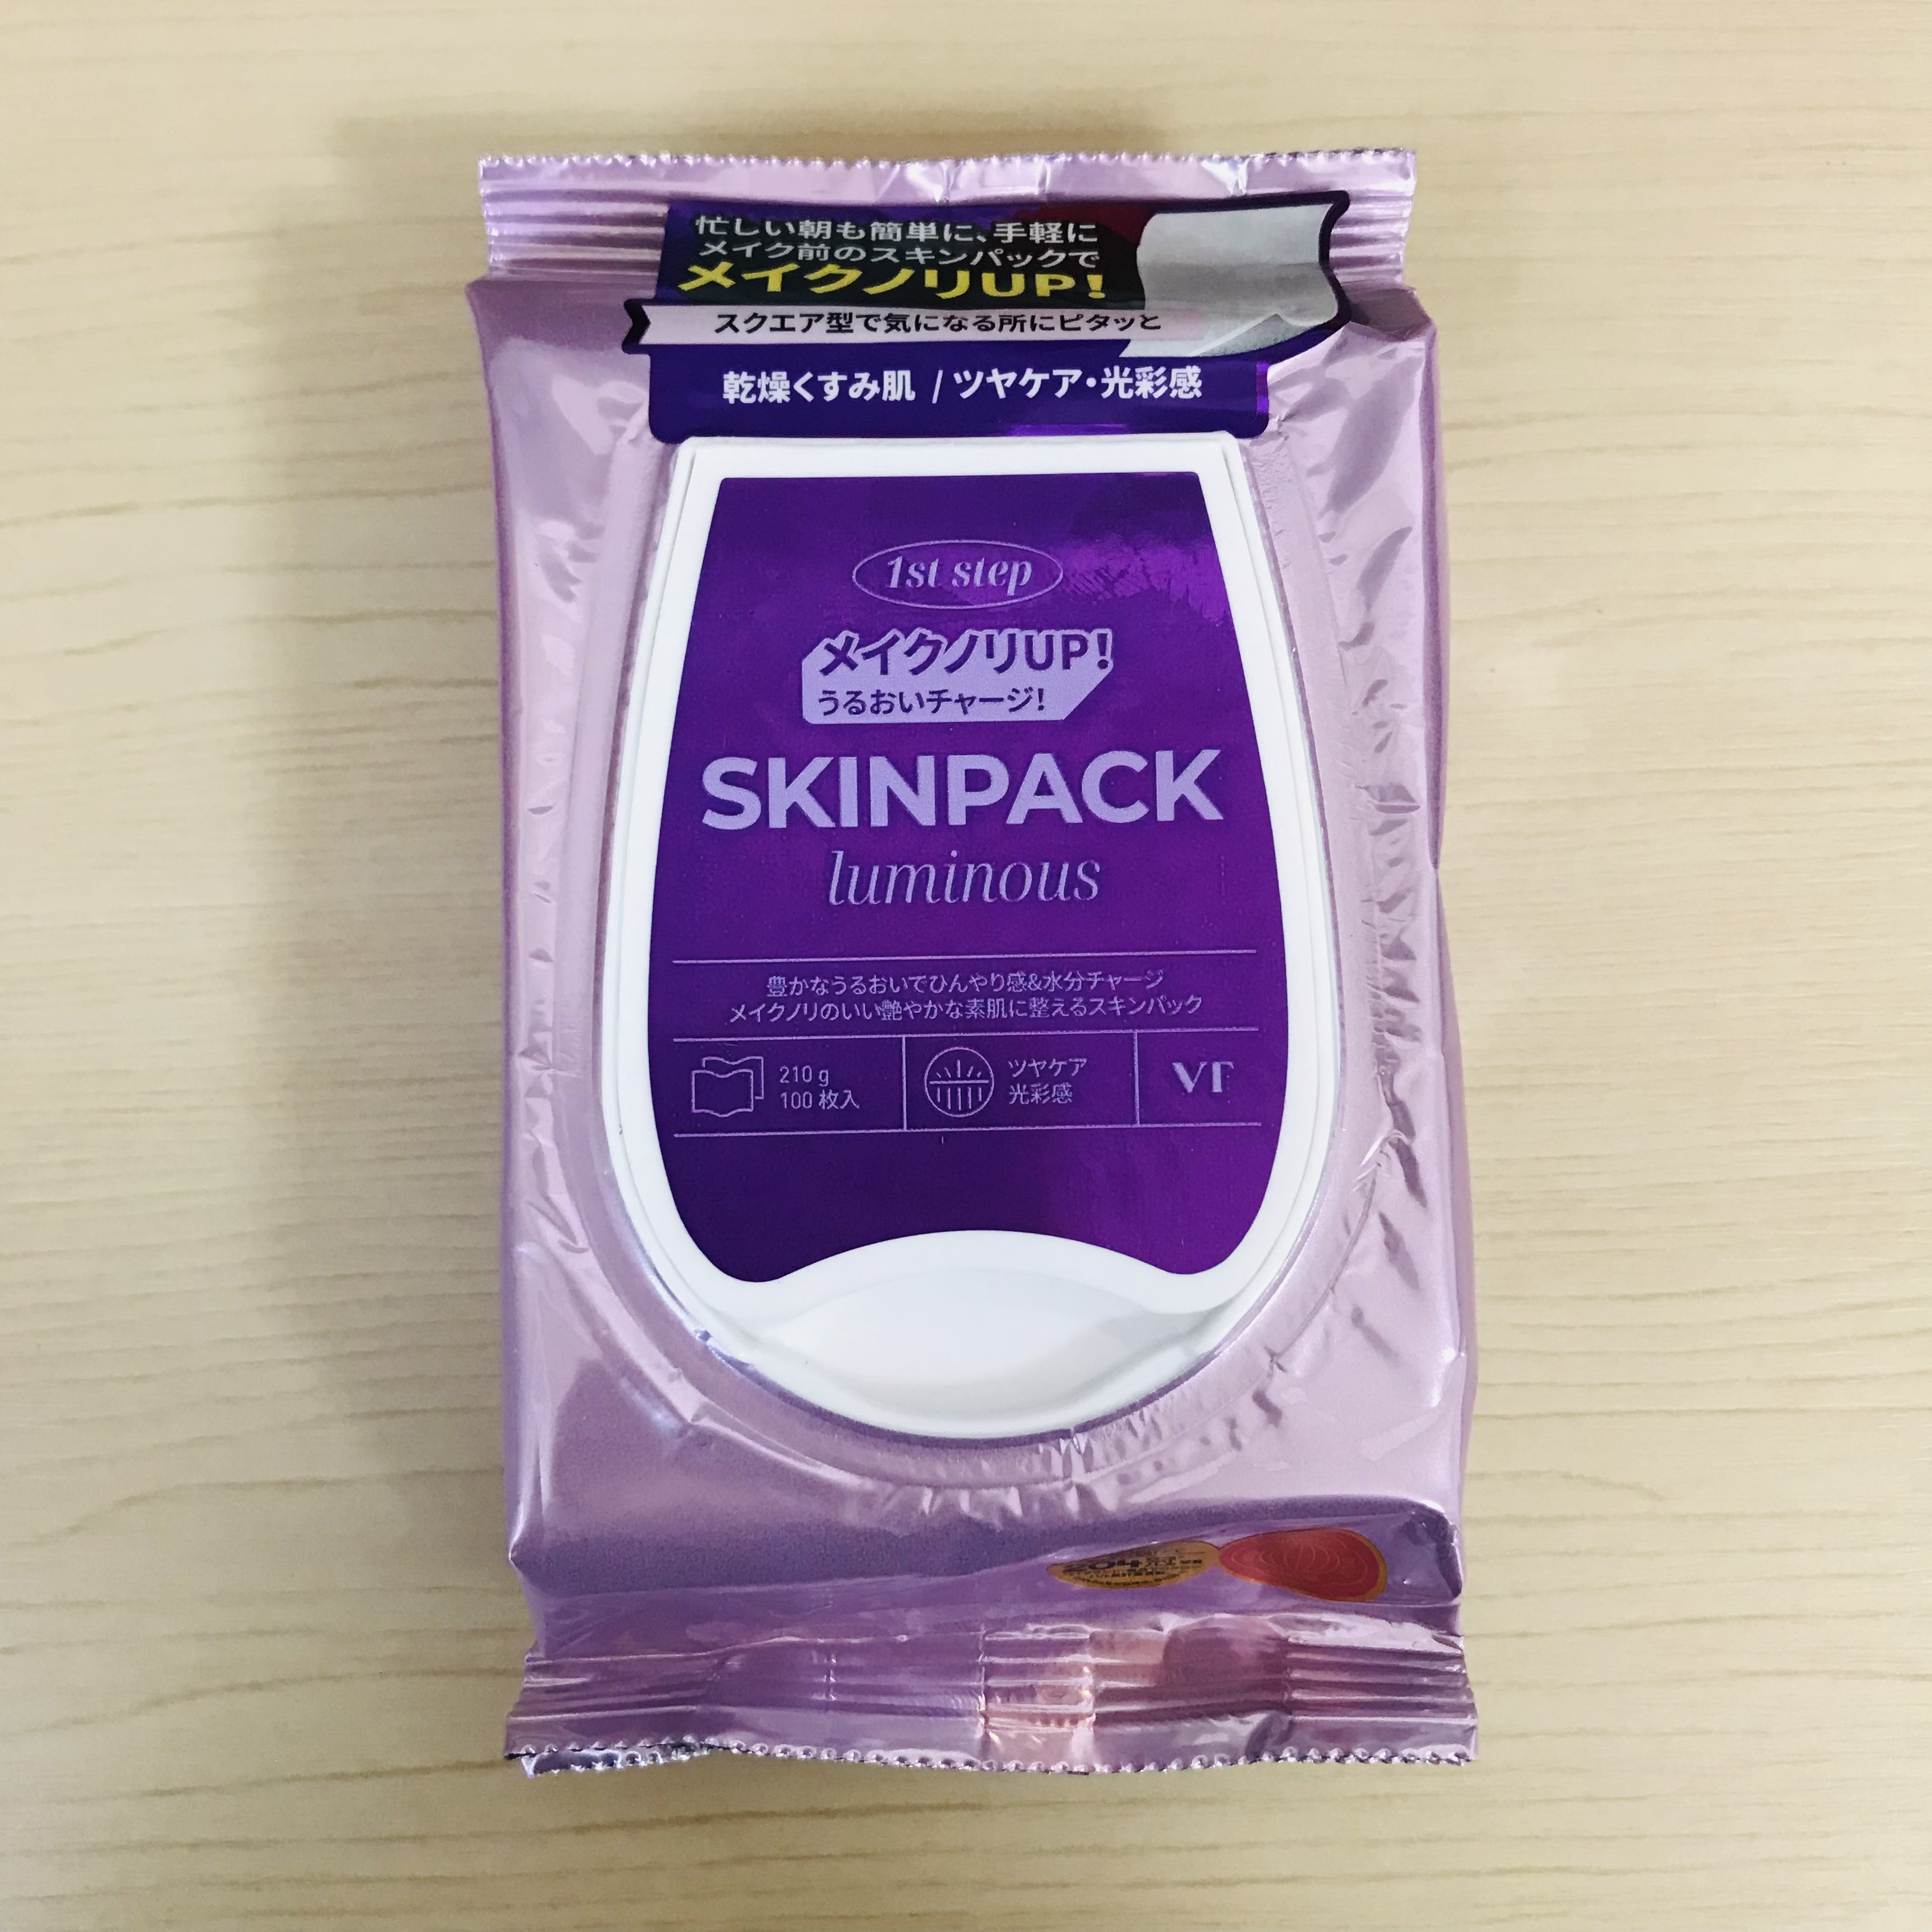 忙しい朝も簡単に、手軽に
メイク前のスキンパックで
メイクノリUP!
スクエア型で気になる所にピタッと
乾燥くすみ肌 / ツヤケア・光彩感
1st step
メイクノリUP!
うるおいチャージ!
SKINPACK
luminous
豊かなうるおいでひんやり感&水分チャージ
メイクノリのいい艶やかな素肌に整えるスキンパック
210 g
100 枚入
ツヤケア
光彩感
VT
204冠